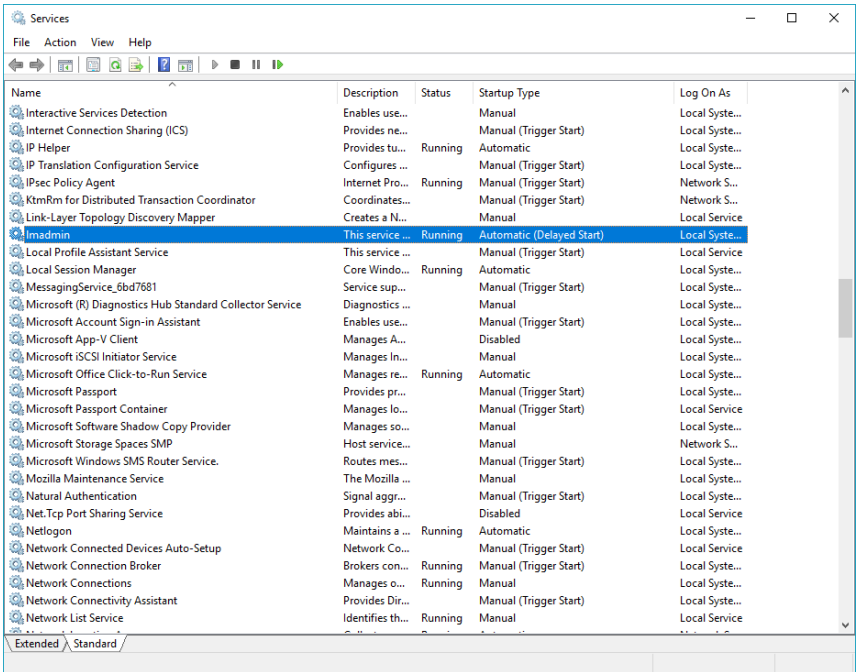 Services
File Action View Help
Name Description Status Startup Type Log On As
Interactive Services Detection Enables use... Manual Local Syste...
Internet Connection Sharing (ICS) Provides ne... Manual (Trigger Start) Local Syste...
IP Helper Provides tu... Running Automatic Local Syste...
IP Translation Configuration Service Configures ... Manual (Trigger Start) Local Syste...
IPsec Policy Agent Internet Pro... Running Manual (Trigger Start) Network S...
KtmRm for Distributed Transaction Coordinator Coordinates... Manual (Trigger Start) Network S...
Link-Layer Topology Discovery Mapper Creates a N... Manual Local Service
lmadmin This service ... Running Automatic (Delayed Start) Local Syste...
Local Profile Assistant Service This service ... Manual (Trigger Start) Local Service
Local Session Manager Core Windo... Running Automatic Local Syste...
MessagingService_6bd7681 Service sup... Manual (Trigger Start) Local Syste...
Microsoft (R) Diagnostics Hub Standard Collector Service Diagnostics ... Manual Local Syste...
Microsoft Account Sign-in Assistant Enables use... Manual (Trigger Start) Local Syste...
Microsoft App-V Client Manages A... Disabled Local Syste...
Microsoft iSCSI Initiator Service Manages In... Manual Local Syste...
Microsoft Office Click-to-Run Service Manages re... Running Automatic Local Syste...
Microsoft Passport Provides pr... Manual (Trigger Start) Local Syste...
Microsoft Passport Container Manages lo... Manual (Trigger Start) Local Service
Microsoft Software Shadow Copy Provider Manages so... Manual Local Syste...
Microsoft Storage Spaces SMP Host service... Manual Network S...
Microsoft Windows SMS Router Service. Routes mes... Manual (Trigger Start) Local Syste...
Mozilla Maintenance Service The Mozilla ... Manual Local Syste...
Natural Authentication Signal aggr... Manual (Trigger Start) Local Syste...
Net.Tcp Port Sharing Service Provides abi... Disabled Local Service
Netlogon Maintains a ... Running Automatic Local Syste...
Network Connected Devices Auto-Setup Network Co... Manual (Trigger Start) Local Service
Network Connection Broker Brokers con... Running Manual (Trigger Start) Local Syste...
Network Connections Manages o... Running Manual Local Syste...
Network Connectivity Assistant Provides Dir... Manual (Trigger Start) Local Syste...
Network List Service Identifies th... Running Manual Local Service
Extended Standard